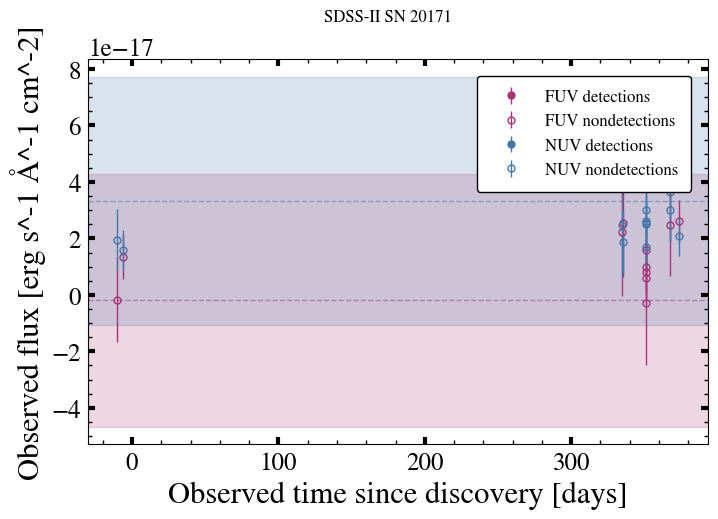 SDSS-II SN 20171
1e−17
Observed flux [erg s^-1 Å^-1 cm^-2]
8
6
4
2
0
−2
−4
FUV detections
FUV nondetections
NUV detections
NUV nondetections
0 100 200 300
Observed time since discovery [days]